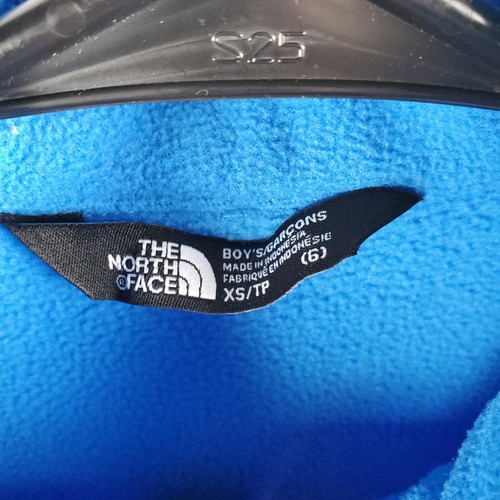 S25
THE
NORTH
®FACE
BOY'S/GARÇONS
MADE IN INDONESIA
FABRIQUÉ EN INDONÉSIE
XS/TP (6)